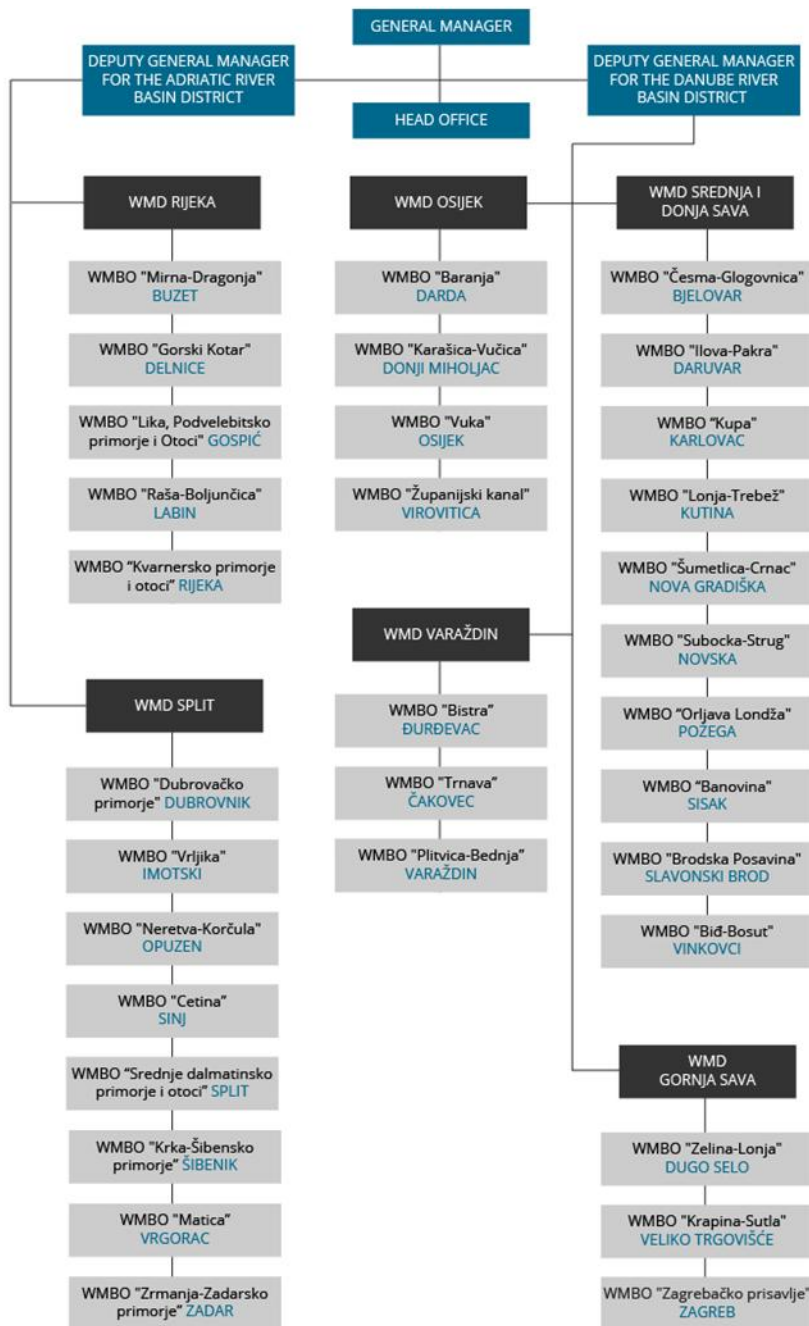 GENERAL MANAGER
DEPUTY GENERAL MANAGER
FOR THE ADRIATIC RIVER
BASIN DISTRICT
DEPUTY GENERAL MANAGER
FOR THE DANUBE RIVER
BASIN DISTRICT
HEAD OFFICE
WMD RIJEKA
WMBO "Mirna-Dragonja"
BUZET
WMBO "Gorski Kotar"
DELNICE
WMBO "Lika, Podvelebitsko
primorje i Otoci" GOSPIĆ
WMBO "Raša-Boljunčica"
LABIN
WMBO “Kvarnersko primorje
i otoci” RIJEKA
WMD SPLIT
WMBO "Dubrovačko
primorje" DUBROVNIK
WMBO "Vrljika"
IMOTSKI
WMBO "Neretva-Korčula"
OPUZEN
WMBO "Cetina”
SINJ
WMBO “Srednje dalmatinsko
primorje i otoci” SPLIT
WMBO "Krka-Šibensko
primorje” ŠIBENIK
WMBO "Matica”
VRGORAC
WMBO "Zrmanja-Zadarsko
primorje” ZADAR
WMD OSIJEK
WMBO "Baranja"
DARDA
WMBO "Karašica-Vučica"
DONJI MIHOLJAC
WMBO "Vuka"
OSIJEK
WMBO "Županijski kanal"
VIROVITICA
WMD VARAŽDIN
WMBO "Bistra”
ĐURĐEVAC
WMBO "Trnava”
ČAKOVEC
WMBO "Plitvica-Bednja”
VARAŽDIN
WMD SREDNJA I
DONJA SAVA
WMBO "Česma-Glogovnica"
BJELOVAR
WMBO "Ilova-Pakra"
DARUVAR
WMBO “Kupa"
KARLOVAC
WMBO "Lonja-Trebež"
KUTINA
WMBO "Šumetlica-Crnac"
NOVA GRADIŠKA
WMBO "Subocka-Strug"
NOVSKA
WMBO “Orljava Londža"
POŽEGA
WMBO “Banovina"
SISAK
WMBO "Brodska Posavina"
SLAVONSKI BROD
WMBO "Biđ-Bosut"
VINKOVCI
WMD
GORNJA SAVA
WMBO "Zelina-Lonja"
DUGO SELO
WMBO "Krapina-Sutla"
VELIKO TRGOVIŠĆE
WMBO "Zagrebačko prisavlje"
ZAGREB